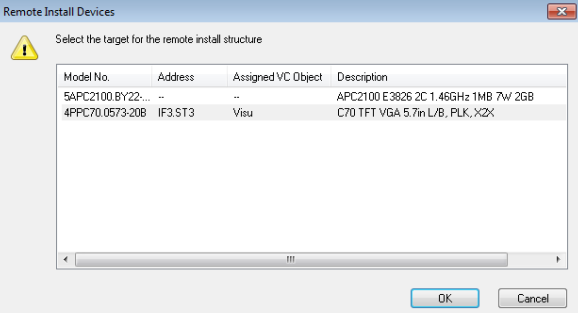 Remote Install Devices
Select the target for the remote install structure
Model No. Address Assigned VC Object Description
5APC2100.BY22-... -- -- APC2100 E3826 2C 1.46GHz 1MB 7W 2GB
4PPC70.0573-20B IF3.ST3 Visu C70 TFT VGA 5.7in L/B, PLK, X2X
OK Cancel